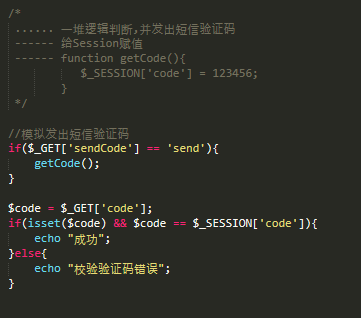 /*
...... 一堆逻辑判断,并发出短信验证码
------ 给Session赋值
------ function getCode(){
$_SESSION['code'] = 123456;
}
*/
//模拟发出短信验证码
if($_GET['sendCode'] == 'send'){
getCode();
}
$code = $_GET['code'];
if(isset($code) && $code == $_SESSION['code']){
echo "成功";
}else{
echo "校验验证码错误";
}